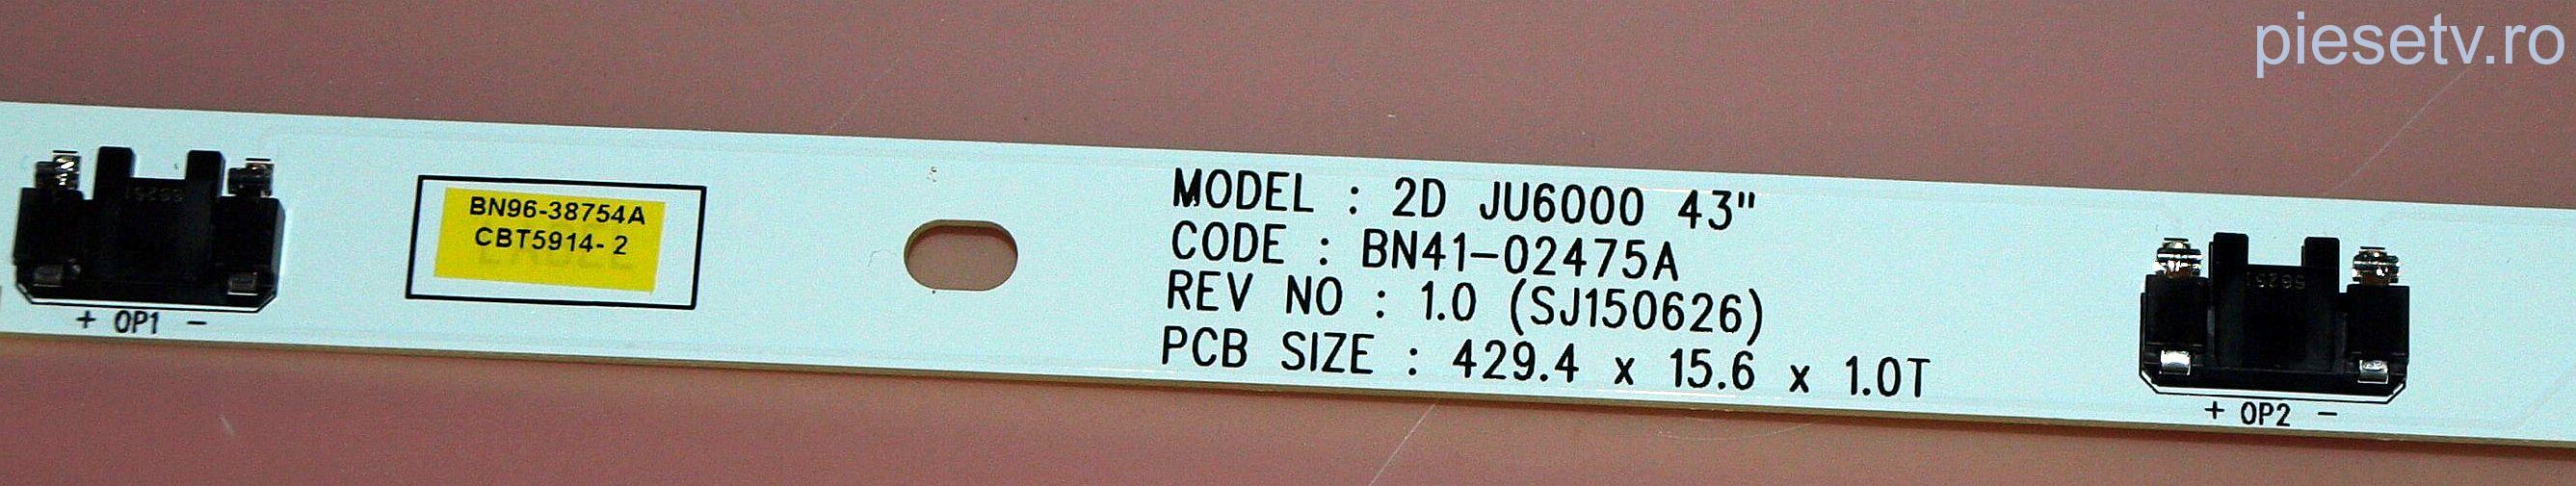 piesetv.ro
BN96-38754A
CBT5914- 2
MODEL : 2D JU6000 43"
CODE : BN41-02475A
REV NO : 1.0 (SJ150626)
PCB SIZE : 429.4 x 15.6 x 1.0T
+ OP1 -
+ OP2 -